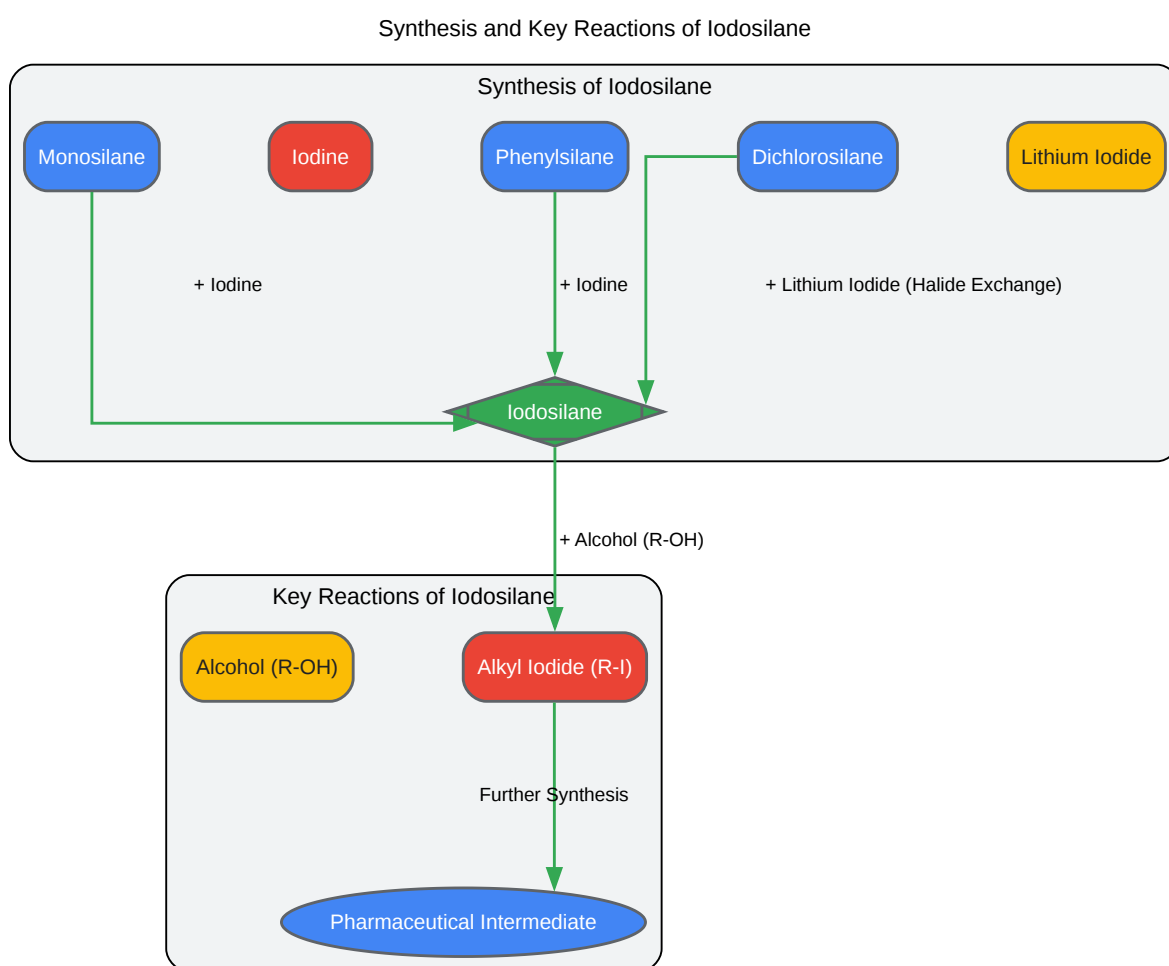 Synthesis and Key Reactions of Iodosilane
Synthesis of Iodosilane
Monosilane
Iodine
Phenylsilane
Dichlorosilane
Lithium Iodide
+ Iodine
+ Iodine
+ Lithium Iodide (Halide Exchange)
Iodosilane
+ Alcohol (R-OH)
Key Reactions of Iodosilane
Alcohol (R-OH)
Alkyl Iodide (R-I)
Further Synthesis
Pharmaceutical Intermediate